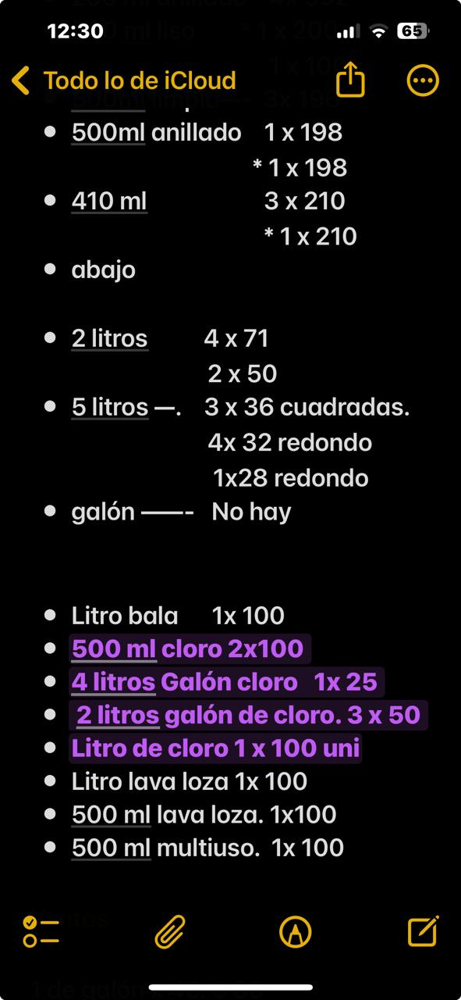 12:30
65
Todo lo de iCloud
500ml anillado 1 x 198
* 1 x 198
410 ml 3 x 210
* 1 x 210
abajo
2 litros 4 x 71
2 x 50
5 litros —. 3 x 36 cuadradas.
4x 32 redondo
1x28 redondo
galón ——- No hay
Litro bala 1x 100
500 ml cloro 2x100
4 litros Galón cloro 1x 25
2 litros galón de cloro. 3 x 50
Litro de cloro 1 x 100 uni
Litro lava loza 1x 100
500 ml lava loza. 1x100
500 ml multiuso. 1x 100